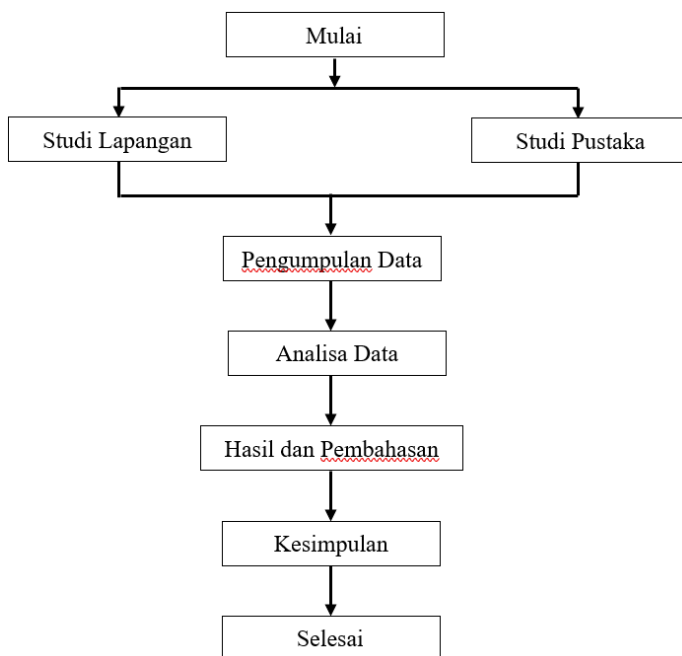 Mulai
Studi Lapangan
Studi Pustaka
Pengumpulan Data
Analisa Data
Hasil dan Pembahasan
Kesimpulan
Selesai